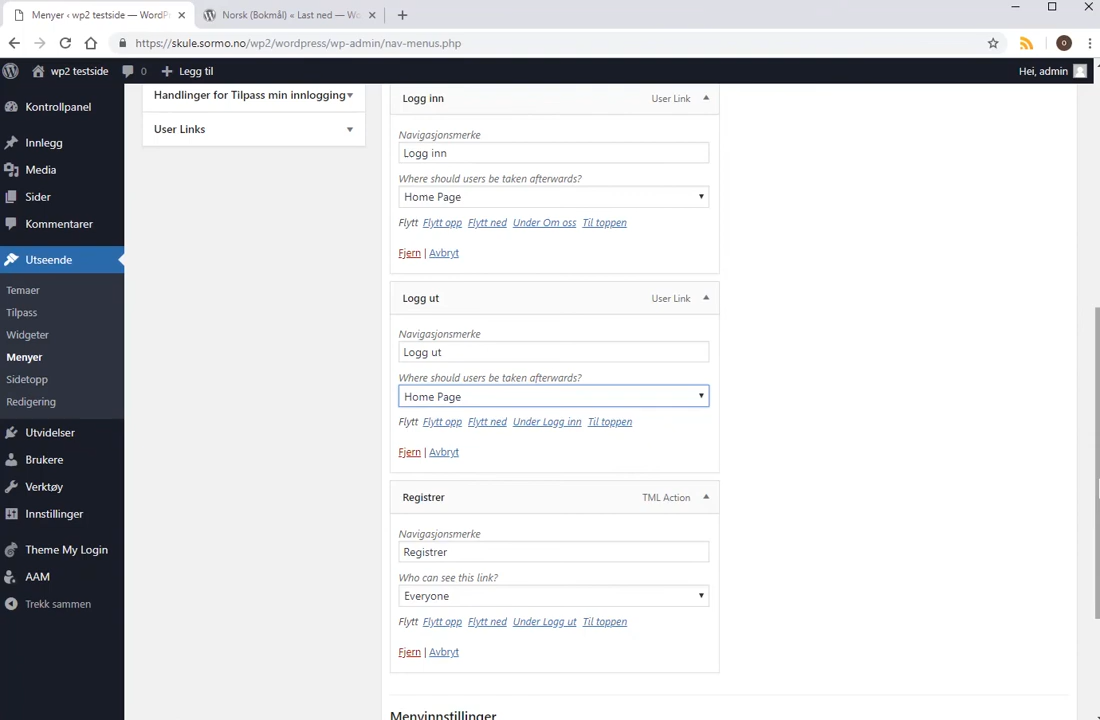 Menyer « wp2 testside — WordP
Norsk (Bokmål) « Last ned — Wo
https://skule.sormo.no/wp2/wordpress/wp-admin/nav-menus.php
0
wp2 testside
0
Legg til
Hei, admin
Kontrollpanel
Innlegg
Media
Sider
Kommentarer
Utseende
Temaer
Tilpass
Widgeter
Menyer
Sidetopp
Redigering
Utvidelser
Brukere
Verktøy
Innstillinger
Theme My Login
AAM
Trekk sammen
Handlinger for Tilpass min innlogging
User Links
Logg inn
User Link
Navigasjonsmerke
Logg inn
Where should users be taken afterwards?
Home Page
Flytt Flytt opp Flytt ned Under Om oss Til toppen
Fjern | Avbryt
Logg ut
User Link
Navigasjonsmerke
Logg ut
Where should users be taken afterwards?
Home Page
Flytt Flytt opp Flytt ned Under Logg inn Til toppen
Fjern | Avbryt
Registrer
TML Action
Navigasjonsmerke
Registrer
Who can see this link?
Everyone
Flytt Flytt opp Flytt ned Under Logg ut Til toppen
Fjern | Avbryt
Menyinnstillinger